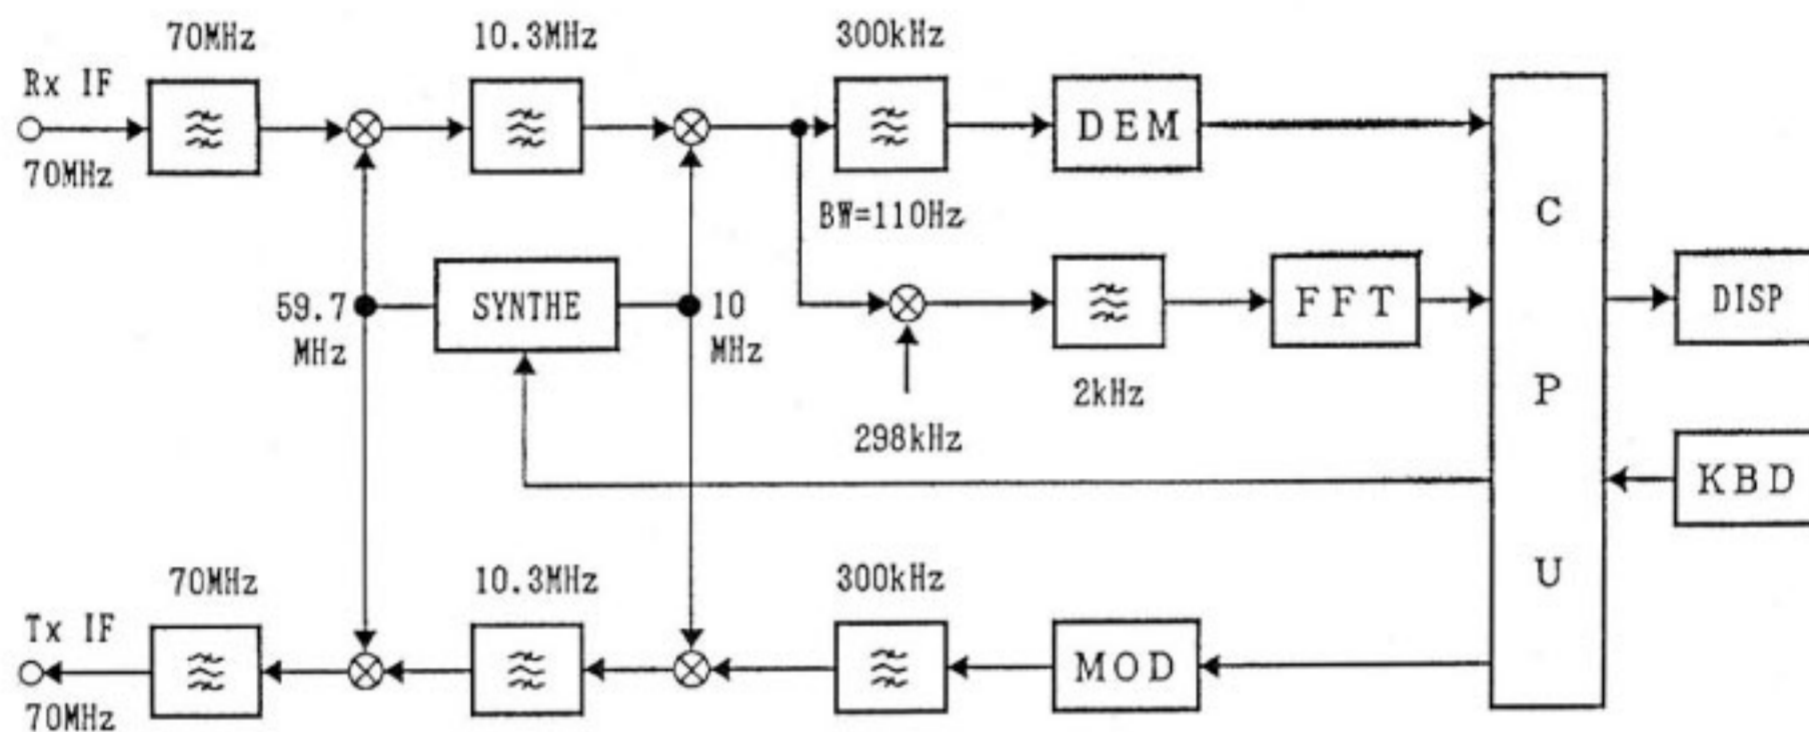 70MHz
10.3MHz
300kHz
Rx IF
70MHz
DEM
BW=110Hz
59.7
MHz
SYNTHE
10
MHz
298kHz
2kHz
FFT
CPU
DISP
KBD
70MHz
10.3MHz
300kHz
Tx IF
70MHz
MOD